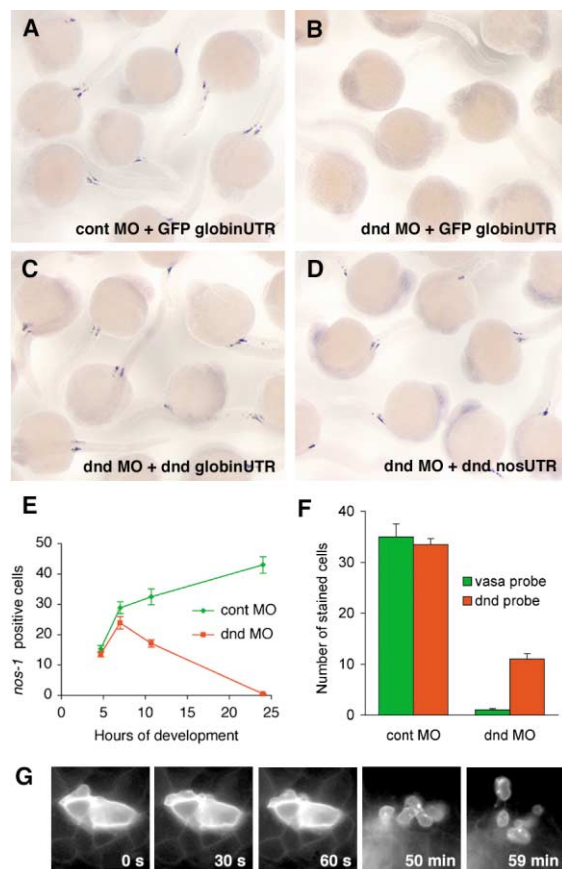 A
B
cont MO + GFP globinUTR
dnd MO + GFP globinUTR
C
D
dnd MO + dnd globinUTR
dnd MO + dnd nosUTR
E
F
nos-1 positive cells
50
40
30
20
10
0
cont MO
dnd MO
0 5 10 15 20 25
Hours of development
Number of stained cells
40
30
20
10
0
vasa probe
dnd probe
cont MO
dnd MO
G
0 s
30 s
60 s
50 min
59 min